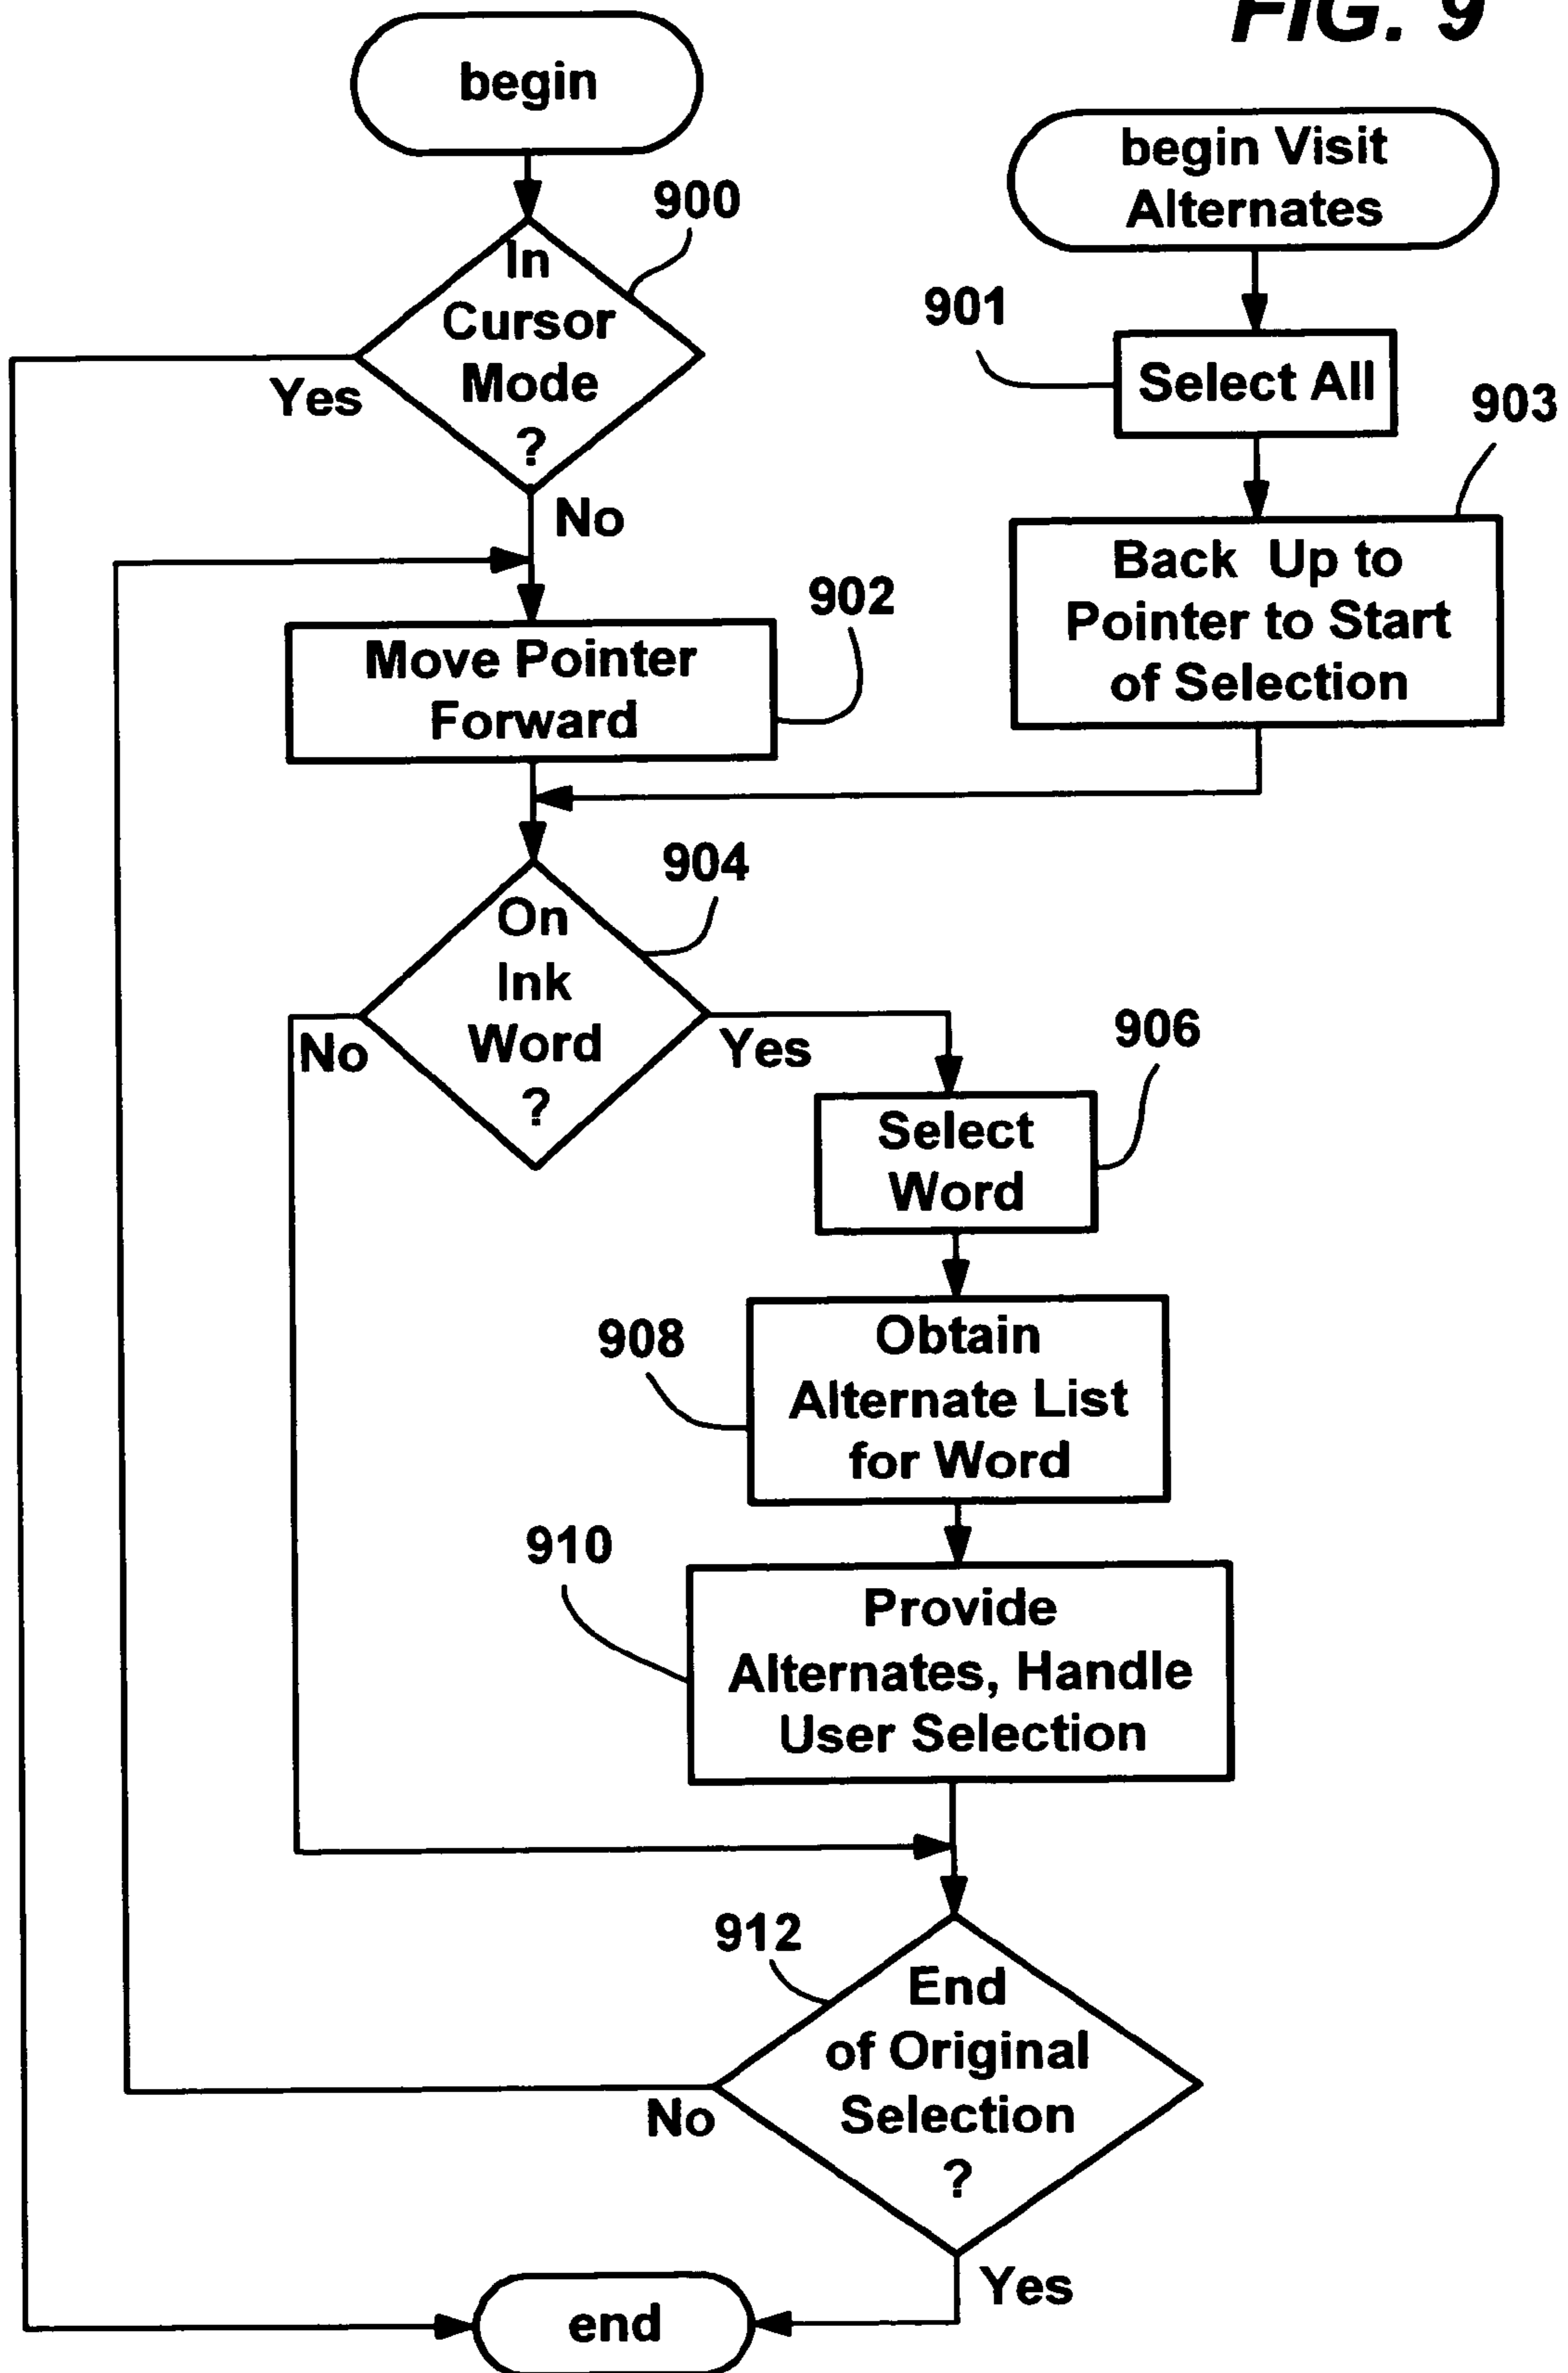 FIG. 9
begin
900
In
Cursor
Mode
?
Yes
No
begin Visit
Alternates
901
Select All
903
Back Up to
Pointer to Start
of Selection
902
Move Pointer
Forward
904
On
Ink
Word
?
No
Yes
906
Select
Word
908
Obtain
Alternate List
for Word
910
Provide
Alternates, Handle
User Selection
912
End
of Original
Selection
?
No
Yes
end